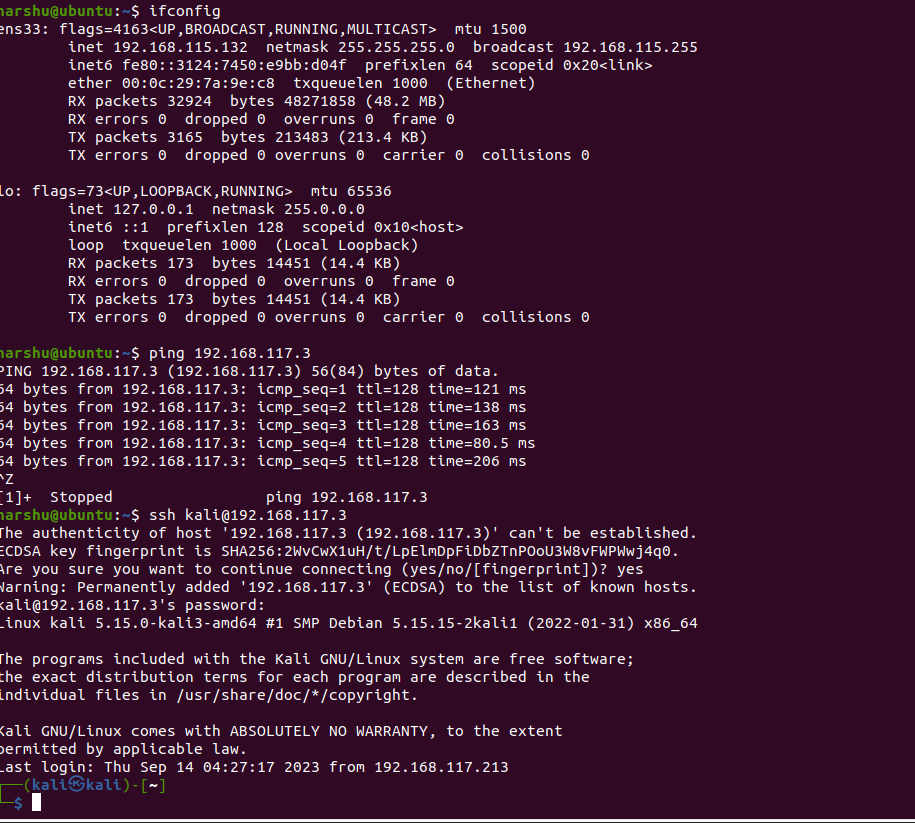 harshu@ubuntu:~$ ifconfig
ens33: flags=4163<UP,BROADCAST,RUNNING,MULTICAST>  mtu 1500
        inet 192.168.115.132  netmask 255.255.255.0  broadcast 192.168.115.255
        inet6 fe80::3124:7450:e9bb:d04f  prefixlen 64  scopeid 0x20<link>
        ether 00:0c:29:7a:9e:c8  txqueuelen 1000  (Ethernet)
        RX packets 32924  bytes 48271858 (48.2 MB)
        RX errors 0  dropped 0  overruns 0  frame 0
        TX packets 3165  bytes 213483 (213.4 KB)
        TX errors 0  dropped 0 overruns 0  carrier 0  collisions 0

lo: flags=73<UP,LOOPBACK,RUNNING>  mtu 65536
        inet 127.0.0.1  netmask 255.0.0.0
        inet6 ::1  prefixlen 128  scopeid 0x10<host>
        loop  txqueuelen 1000  (Local Loopback)
        RX packets 173  bytes 14451 (14.4 KB)
        RX errors 0  dropped 0  overruns 0  frame 0
        TX packets 173  bytes 14451 (14.4 KB)
        TX errors 0  dropped 0 overruns 0  carrier 0  collisions 0

harshu@ubuntu:~$ ping 192.168.117.3
PING 192.168.117.3 (192.168.117.3) 56(84) bytes of data.
64 bytes from 192.168.117.3: icmp_seq=1 ttl=128 time=121 ms
64 bytes from 192.168.117.3: icmp_seq=2 ttl=128 time=138 ms
64 bytes from 192.168.117.3: icmp_seq=3 ttl=128 time=163 ms
64 bytes from 192.168.117.3: icmp_seq=4 ttl=128 time=80.5 ms
64 bytes from 192.168.117.3: icmp_seq=5 ttl=128 time=206 ms
^Z
[1]+  Stopped                 ping 192.168.117.3
harshu@ubuntu:~$ ssh kali@192.168.117.3
The authenticity of host '192.168.117.3 (192.168.117.3)' can't be established.
ECDSA key fingerprint is SHA256:2WvCwX1uH/t/LpElmDpFiDbZTnPOoU3W8vFWPWwj4q0.
Are you sure you want to continue connecting (yes/no/[fingerprint])? yes
Warning: Permanently added '192.168.117.3' (ECDSA) to the list of known hosts.
kali@192.168.117.3's password:
Linux kali 5.15.0-kali3-amd64 #1 SMP Debian 5.15.15-2kali1 (2022-01-31) x86_64

The programs included with the Kali GNU/Linux system are free software;
the exact distribution terms for each program are described in the
individual files in /usr/share/doc/*/copyright.

Kali GNU/Linux comes with ABSOLUTELY NO WARRANTY, to the extent
permitted by applicable law.
Last login: Thu Sep 14 04:27:17 2023 from 192.168.117.213
┌──(kali㉿kali)-[~]
└─$